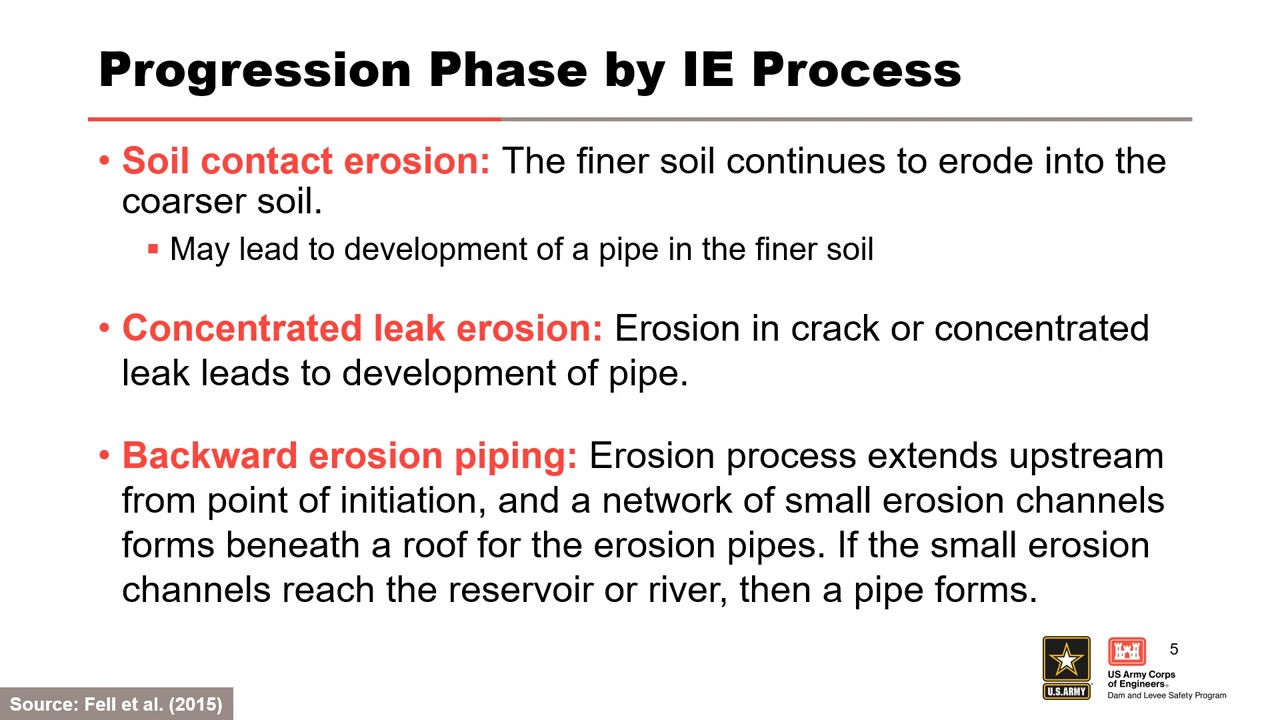 Progression Phase by IE Process
• Soil contact erosion: The finer soil continues to erode into the
coarser soil.
▪ May lead to development of a pipe in the finer soil
• Concentrated leak erosion: Erosion in crack or concentrated
leak leads to development of pipe.
• Backward erosion piping: Erosion process extends upstream
from point of initiation, and a network of small erosion channels
forms beneath a roof for the erosion pipes. If the small erosion
channels reach the reservoir or river, then a pipe forms.
5
U.S.ARMY
US Army Corps
of Engineers®
Dam and Levee Safety Program
Source: Fell et al. (2015)